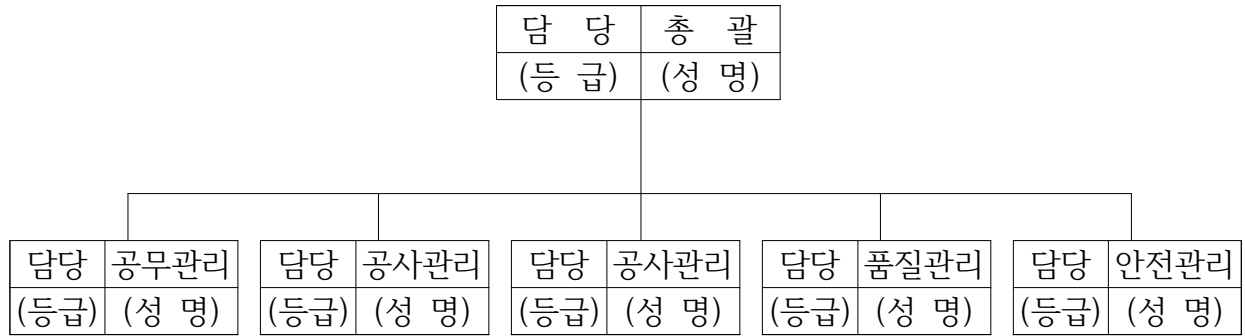 담 당 총 괄
(등 급) (성 명)
담당 공무관리 담당 공사관리 담당 공사관리 담당 품질관리 담당 안전관리
(등급) (성 명) (등급) (성 명) (등급) (성 명) (등급) (성 명) (등급) (성 명)